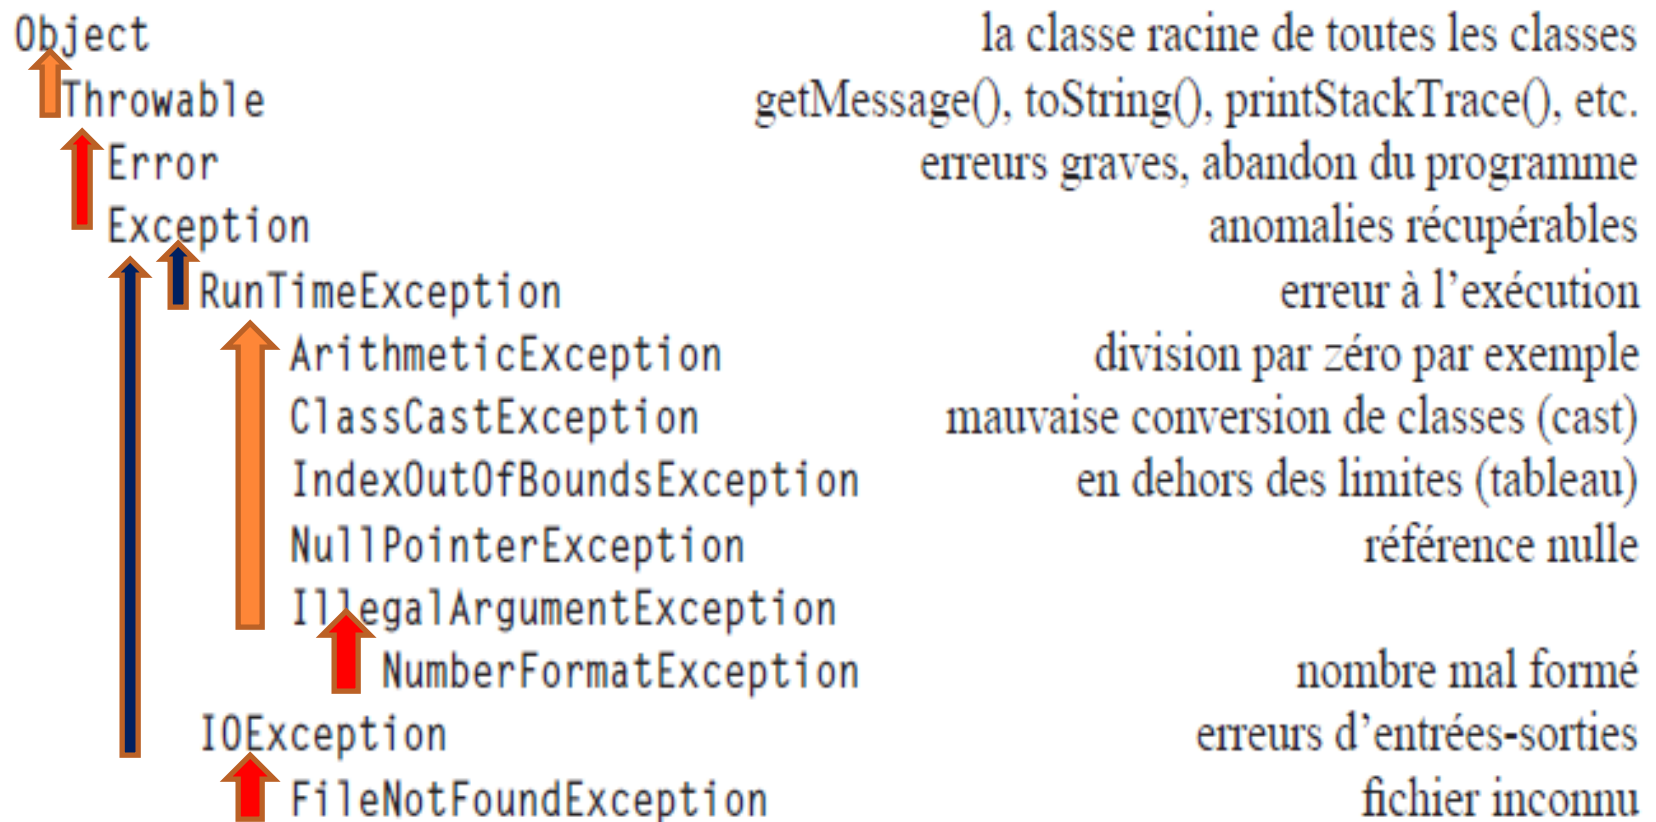 Object la classe racine de toutes les classes
Throwable getMessage(), toString(), printStackTrace(), etc.
Error erreurs graves, abandon du programme
Exception anomalies récupérables
RunTimeException erreur à l’exécution
ArithmeticException division par zéro par exemple
ClassCastException mauvaise conversion de classes (cast)
IndexOutOfBoundsException en dehors des limites (tableau)
NullPointerException référence nulle
IllegalArgumentException
NumberFormatException nombre mal formé
IOException erreurs d’entrées-sorties
FileNotFoundException fichier inconnu